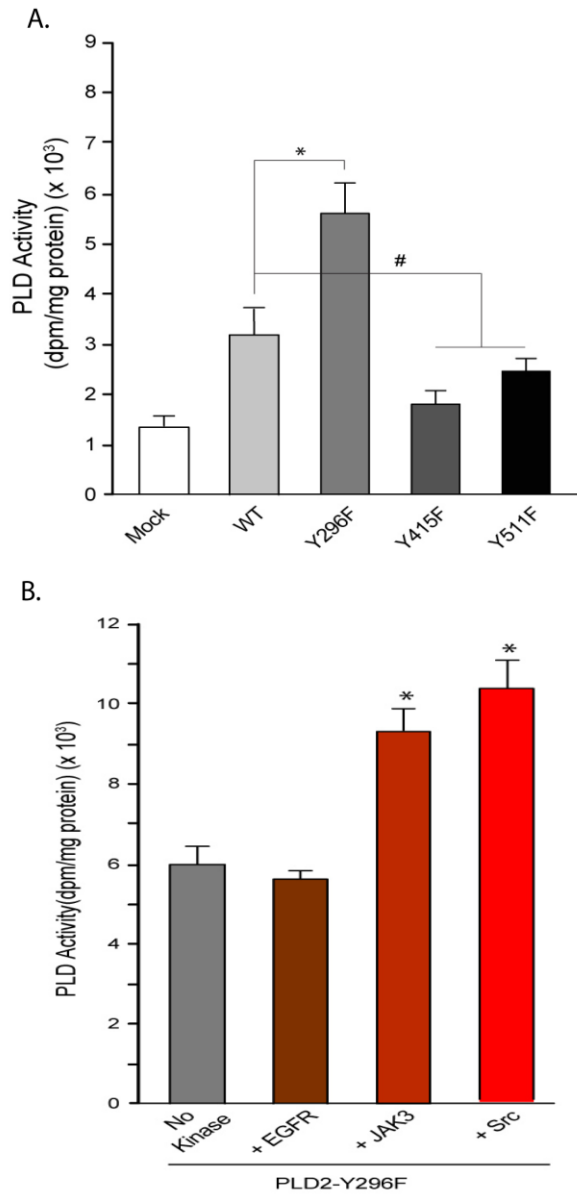 A.
PLD Activity
(dpm/mg protein) (x 10³)
9
8
7
6
5
4
3
2
1
0
*
#
Mock
WT
Y296F
Y415F
Y511F
B.
PLD Activity(dpm/mg protein) (x 10³)
12
10
8
6
4
2
0
*
*
No
Kinase
+ EGFR
+ JAK3
+ Src
PLD2-Y296F